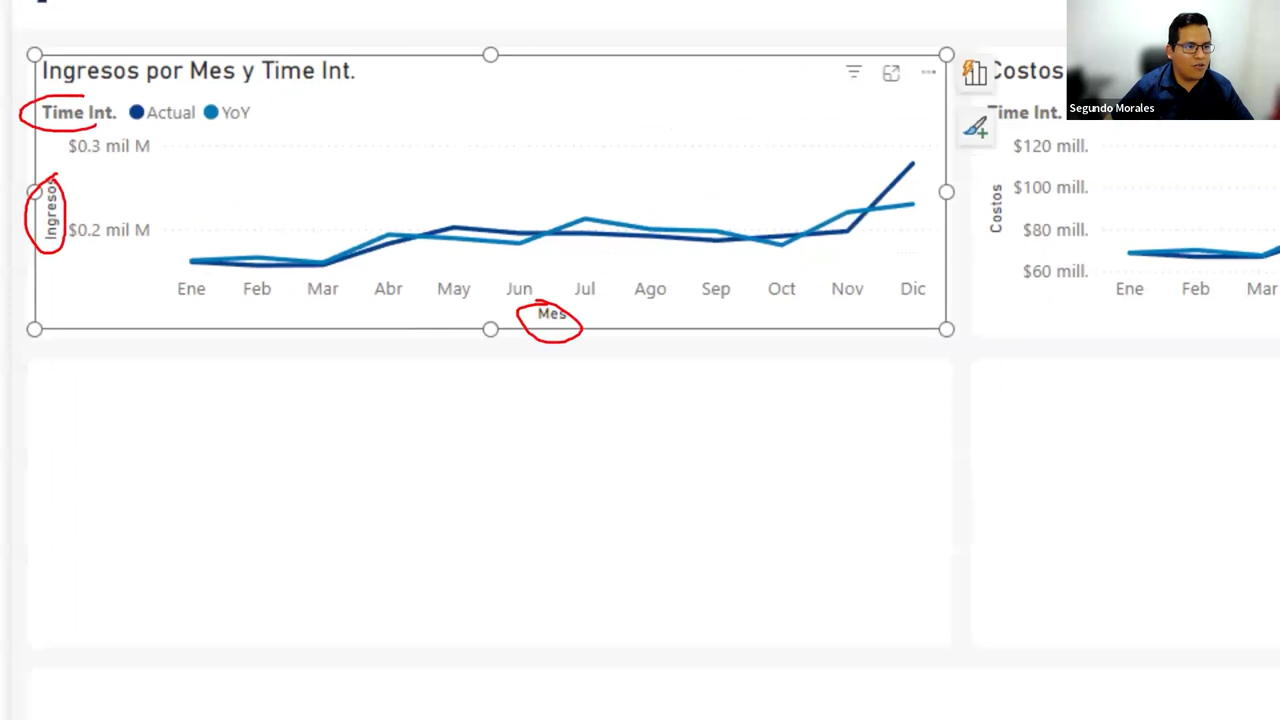 Ingresos por Mes y Time Int.
Time Int. Actual YoY
$0.3 mil M
$0.2 mil M
Ingresos
Ene Feb Mar Abr May Jun Jul Ago Sep Oct Nov Dic
Mes
Costos
Time Int.
$120 mill.
$100 mill.
$80 mill.
$60 mill.
Costos
Ene Feb Mar
Segundo Morales